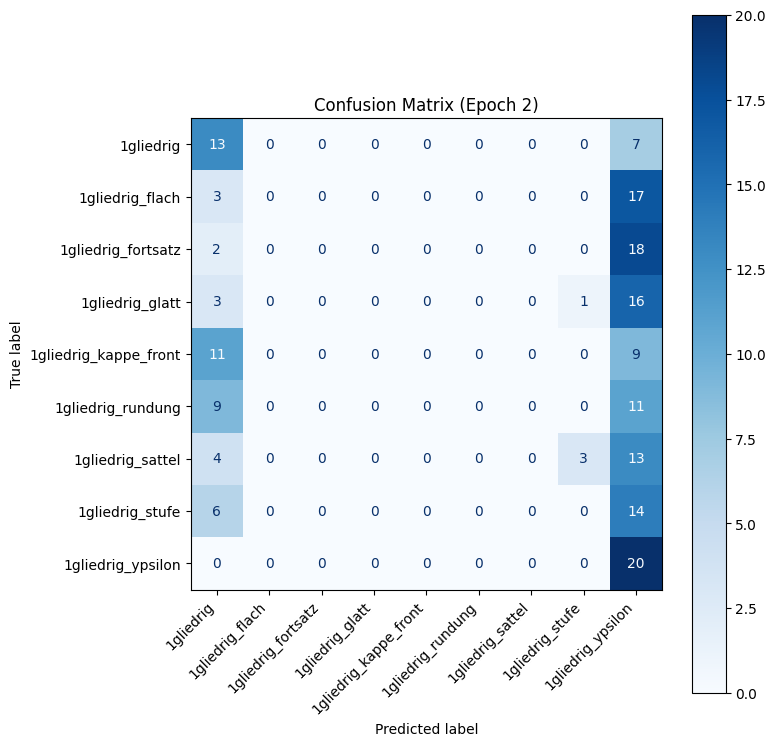 Confusion Matrix (Epoch 2)
True label
1gliedrig 13 0 0 0 0 0 0 0 7
1gliedrig_flach 3 0 0 0 0 0 0 0 17
1gliedrig_fortsatz 2 0 0 0 0 0 0 0 18
1gliedrig_glatt 3 0 0 0 0 0 0 1 16
1gliedrig_kappe_front 11 0 0 0 0 0 0 0 9
1gliedrig_rundung 9 0 0 0 0 0 0 0 11
1gliedrig_sattel 4 0 0 0 0 0 0 3 13
1gliedrig_stufe 6 0 0 0 0 0 0 0 14
1gliedrig_ypsilon 0 0 0 0 0 0 0 0 20
1gliedrig
1gliedrig_flach
1gliedrig_fortsatz
1gliedrig_glatt
1gliedrig_kappe_front
1gliedrig_rundung
1gliedrig_sattel
1gliedrig_stufe
1gliedrig_ypsilon
Predicted label
20.0
17.5
15.0
12.5
10.0
7.5
5.0
2.5
0.0